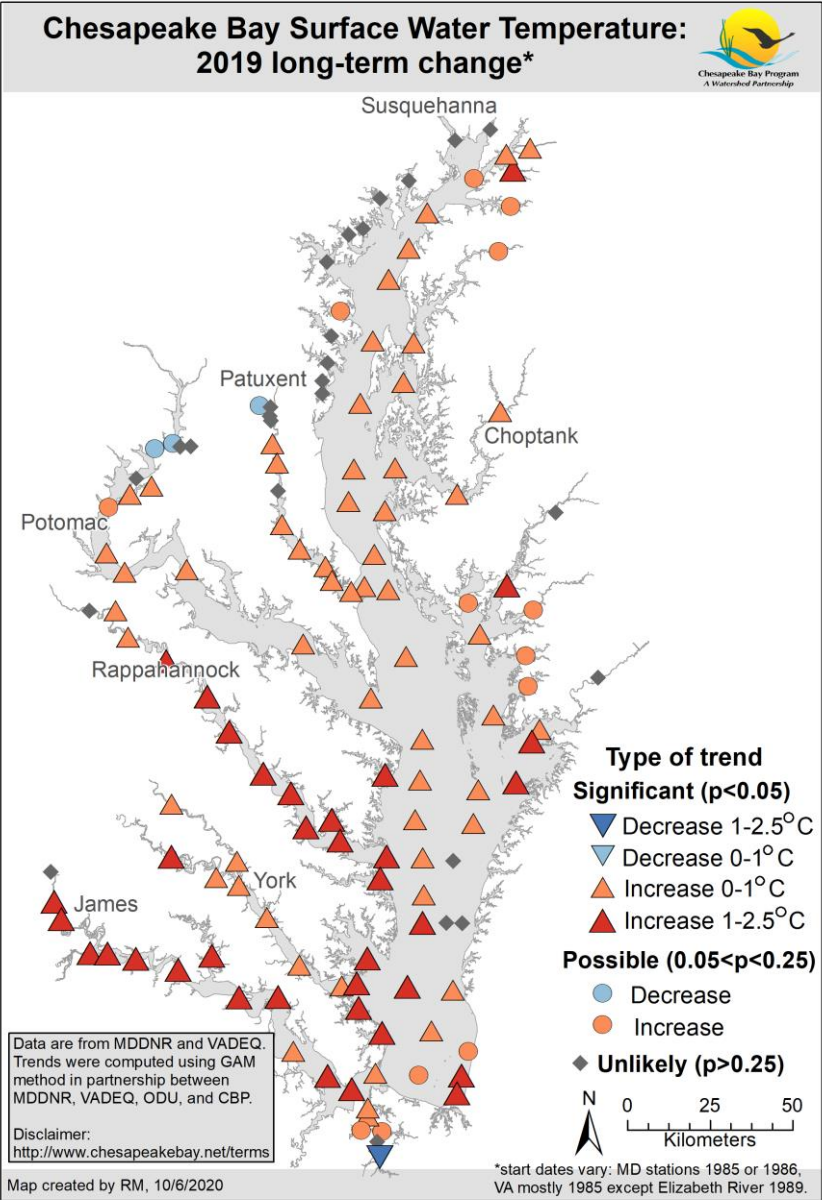 Chesapeake Bay Surface Water Temperature:
2019 long-term change*
Chesapeake Bay Program
A Watershed Partnership
Susquehanna
Patuxent
Choptank
Potomac
Rappahannock
York
James
Type of trend
Significant (p<0.05)
Decrease 1-2.5°C
Decrease 0-1°C
Increase 0-1°C
Increase 1-2.5°C
Possible (0.05<p<0.25)
Decrease
Increase
Unlikely (p>0.25)
N
0 25 50
Kilometers
Data are from MDDNR and VADEQ.
Trends were computed using GAM
method in partnership between
MDDNR, VADEQ, ODU, and CBP.
Disclaimer:
http://www.chesapeakebay.net/terms
Map created by RM, 10/6/2020
*start dates vary: MD stations 1985 or 1986,
VA mostly 1985 except Elizabeth River 1989.